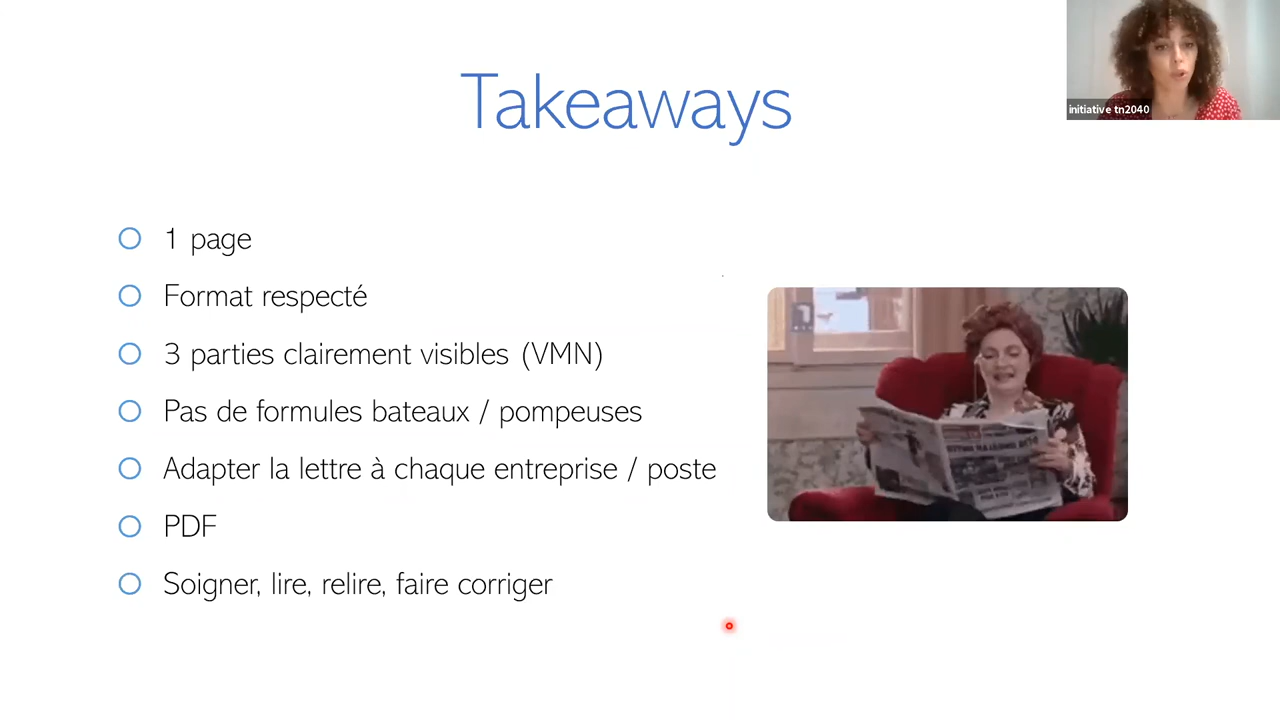 Takeaways
initiative tn2040
1 page
Format respecté
3 parties clairement visibles (VMN)
Pas de formules bateaux / pompeuses
Adapter la lettre à chaque entreprise / poste
PDF
Soigner, lire, relire, faire corriger